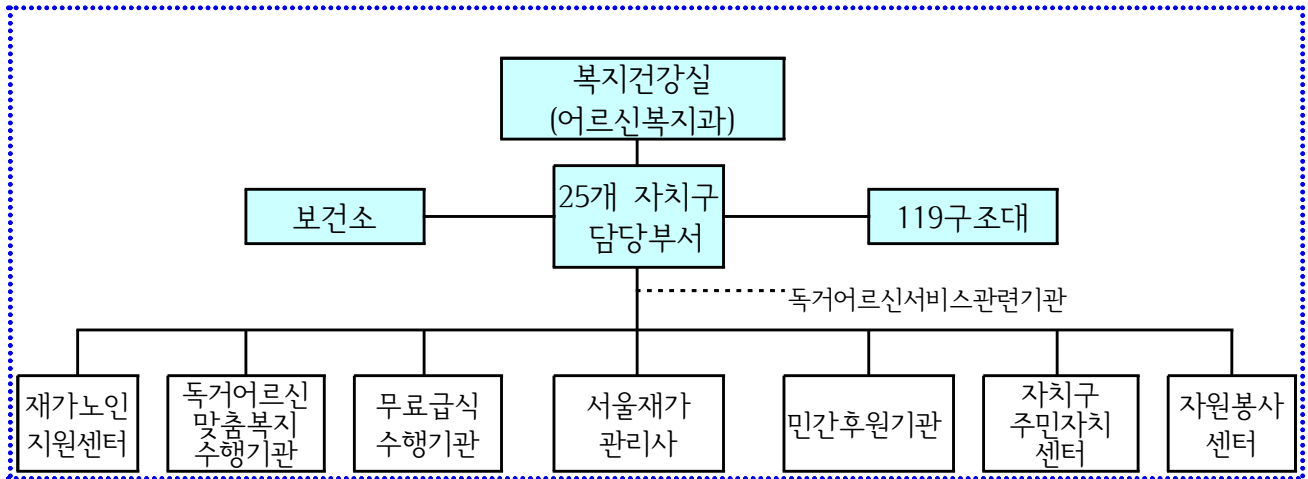 복지건강실
(어르신복지과)
25개 자치구
담당부서
보건소
119구조대
독거어르신서비스관련기관
재가노인
지원센터
독거어르신
맞춤복지
수행기관
무료급식
수행기관
서울재가
관리사
민간후원기관
자치구
주민자치
센터
자원봉사
센터